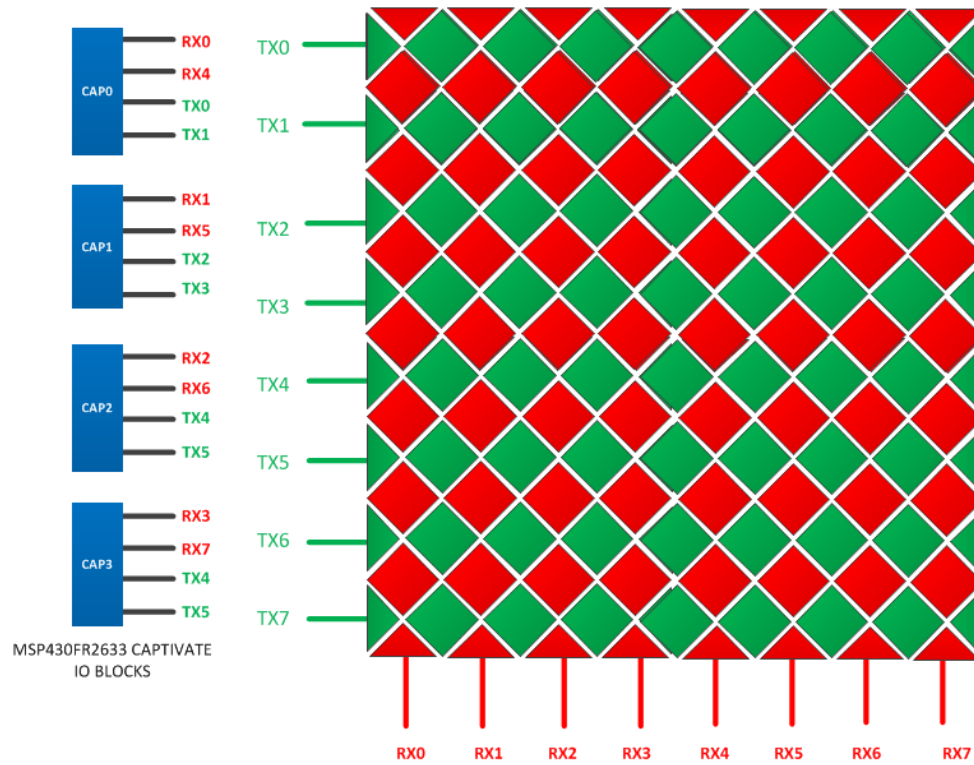 CAP0
RX0
RX4
TX0
TX1
CAP1
RX1
RX5
TX2
TX3
CAP2
RX2
RX6
TX4
TX5
CAP3
RX3
RX7
TX4
TX5
MSP430FR2633 CAPTIVATE
IO BLOCKS
TX0
TX1
TX2
TX3
TX4
TX5
TX6
TX7
RX0 RX1 RX2 RX3 RX4 RX5 RX6 RX7